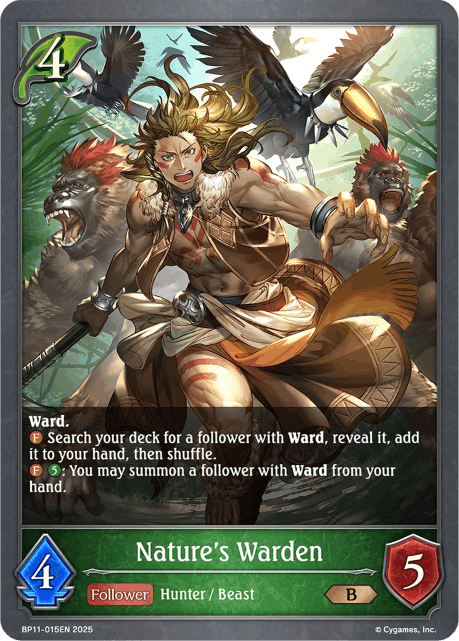 4
Ward.
F Search your deck for a follower with Ward, reveal it, add
it to your hand, then shuffle.
F 5: You may summon a follower with Ward from your
hand.
Nature's Warden
4
Follower Hunter / Beast B
5
BP11-015EN 2025 © Cygames, Inc.